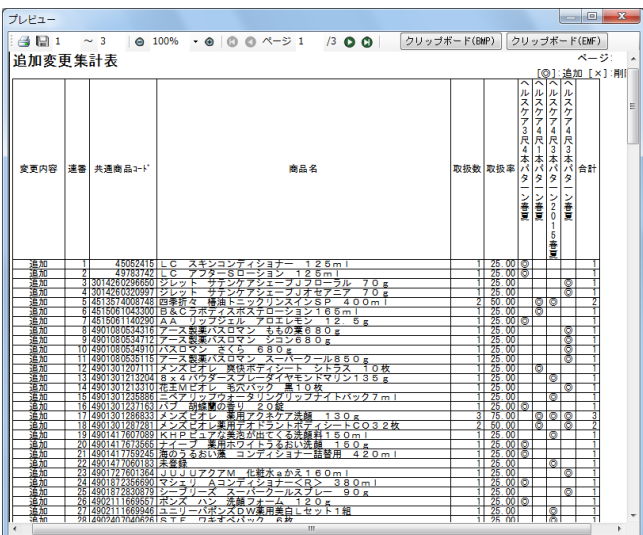 プレビュー
1 ～ 3 100% ページ 1 /3 クリップボード(BMP) クリップボード(EMF)
追加変更集計表 ページ
[◎]:追加 [×]:削
変更内容 連番 共通商品コード 商品名 取扱数 取扱率 ヘルスケア3尺4本パターン春夏 ヘルスケア4尺1本パターン春夏 ヘルスケア4尺3本パターン2015春夏 ヘルスケア4尺3本パターン春夏 合計
追加 1 45052415 LC スキンコンディショナー 125ml 1 25.00 ◎ 1
追加 2 49783742 LC アフターSローション 125ml 1 25.00 ◎ 1
追加 3 3014260296650 ジレット サテンケアシェーブJフローラル 70g 1 25.00 ◎ 1
追加 4 3014260320997 ジレット サテンケアシェーブJオセアニア 70g 1 25.00 ◎ 1
追加 5 4513574008748 四季折々 椿油トニックリンスインSP 400ml 2 50.00 ◎ ◎ 2
追加 6 4515061043300 B&Cラボディスポステローション165ml 1 25.00 ◎ 1
追加 7 4515061140290 AA リップジェル アロエレモン 12.5g 1 25.00 ◎ 1
追加 8 4901080534316 アース製薬バスロマン ももの葉680g 1 25.00 ◎ 1
追加 9 4901080534712 アース製薬バスロマン シコン680g 1 25.00 ◎ 1
追加 10 4901080534910 バスロマン さくら 680g 1 25.00 ◎ 1
追加 11 4901080535115 アース製薬バスロマン スーパークール850g 1 25.00 ◎ 1
追加 12 4901301207111 メンズビオレ 爽快ボディシート シトラス 10枚 1 25.00 ◎ 1
追加 13 4901301213204 8x4パウダースプレーダイヤモンドマリン135g 1 25.00 ◎ 1
追加 14 4901301213310 花王ビオレ 毛穴パック 黒10枚 1 25.00 ◎ 1
追加 15 4901301235886 ニベアリップウォータリングリップナイトパック7ml 1 25.00 ◎ 1
追加 16 4901301237163 バブ 胡蝶蘭の香り 20錠 1 25.00 ◎ 1
追加 17 4901301286833 メンズビオレ 薬用アクネケア洗顔 130g 3 75.00 ◎ ◎ ◎ 3
追加 18 4901301287281 メンズビオレ薬用デオドラントボディシートCO32枚 2 50.00 ◎ ◎ 2
追加 19 4901417607089 KHPピュアな美泡が出てくる洗顔料150ml 1 25.00 ◎ 1
追加 20 4901417673565 ナイーブ 薬用ホワイトうるおい洗顔 150 1 25.00 ◎ 1
追加 21 4901417759245 海のうるおい藻 コンディショナー詰替用 420ml 1 25.00 ◎ 1
追加 22 4901477060183 未登録 1 25.00 ◎ 1
追加 23 4901727601364 JUJUアクアM 化粧水ａかえ160ml 1 25.00 ◎ 1
追加 24 4901872356690 マシェリ Aコンディショナー<R> 380ml 1 25.00 ◎ 1
追加 25 4901872830879 シーブリーズ スーパークールスプレー 90g 1 25.00 ◎ 1
追加 26 4902111669557 ポンズ ハン 洗顔フォーム 120g 1 25.00 ◎ 1
追加 27 4902111669946 ユニリーバポンズDW薬用美白Lセット1組 1 25.00 ◎ 1
追加 28 4902407040626 STE ワキすべパック 6枚 1 25.00 ◎ 1